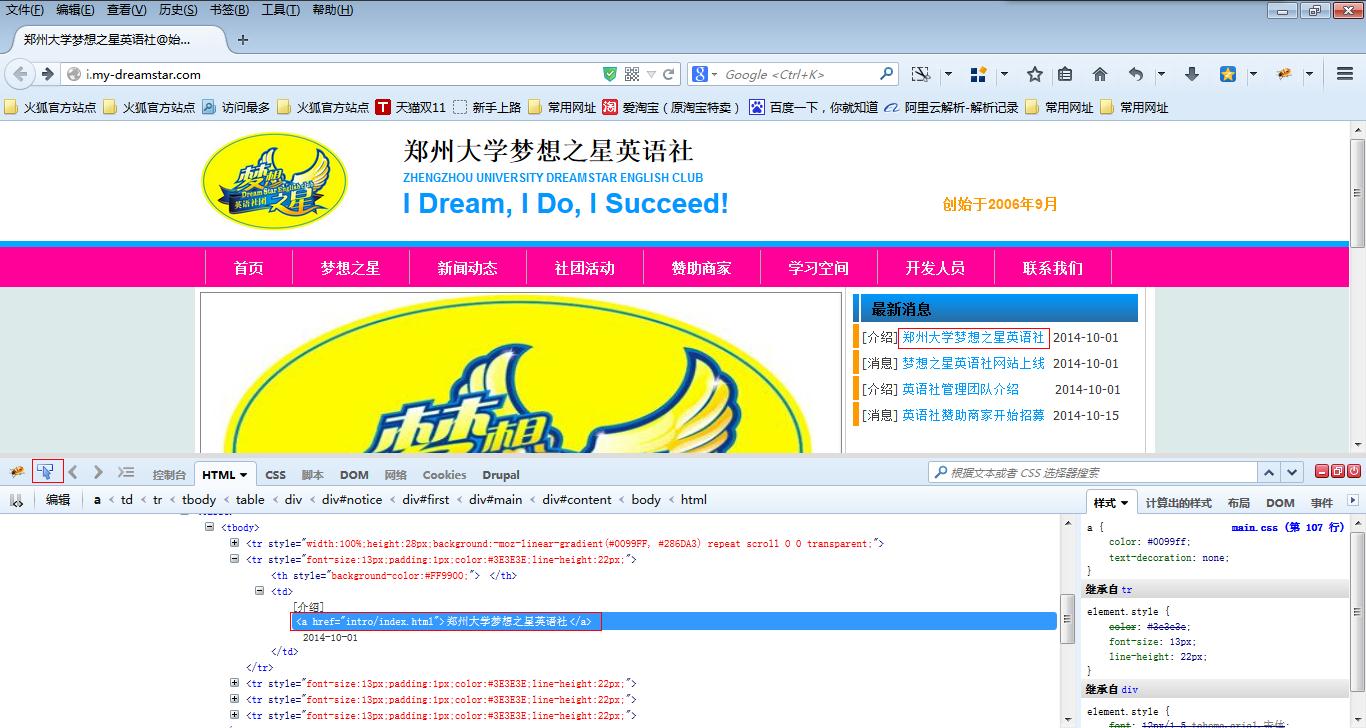 文件(F) 编辑(E) 查看(V) 历史(S) 书签(B) 工具(T) 帮助(H)
郑州大学梦想之星英语社@始...
i.my-dreamstar.com
Google <Ctrl+K>
火狐官方站点 火狐官方站点 访问最多 火狐官方站点 T 天猫双11 新手上路 常用网址 淘 爱淘宝（原淘宝特卖） 百度一下，你就知道 阿里云解析-解析记录 常用网址 常用网址
梦想
Dream Star English club
英语社团
之星
郑州大学梦想之星英语社
ZHENGZHOU UNIVERSITY DREAMSTAR ENGLISH CLUB
I Dream, I Do, I Succeed!
创始于2006年9月
首页 梦想之星 新闻动态 社团活动 赞助商家 学习空间 开发人员 联系我们
梦想
最新消息
[介绍] 郑州大学梦想之星英语社 2014-10-01
[消息] 梦想之星英语社网站上线 2014-10-01
[介绍] 英语社管理团队介绍 2014-10-01
[消息] 英语社赞助商家开始招募 2014-10-15
控制台 HTML CSS 脚本 DOM 网络 Cookies Drupal
根据文本或者 CSS 选择器搜索
编辑 a < td < tr < tbody < table < div < div#notice < div#first < div#main < div#content < body < html
<tbody>
<tr style="width:100%;height:28px;background:-moz-linear-gradient(#0099FF, #286DA3) repeat scroll 0 0 transparent;">
<tr style="font-size:13px;padding:1px;color:#3E3E3E;line-height:22px;">
<th style="background-color:#FF9900;"> </th>
<td>
[介绍]
<a href="intro/index.html">郑州大学梦想之星英语社</a>
2014-10-01
</td>
</tr>
<tr style="font-size:13px;padding:1px;color:#3E3E3E;line-height:22px;">
<tr style="font-size:13px;padding:1px;color:#3E3E3E;line-height:22px;">
<tr style="font-size:13px;padding:1px;color:#3E3E3E;line-height:22px;">
样式 计算出的样式 布局 DOM 事件
a { main.css (第 107 行)
color: #0099ff;
text-decoration: none;
}
继承自 tr
element.style {
color: #3e3e3e;
font-size: 13px;
line-height: 22px;
}
继承自 div
element.style {